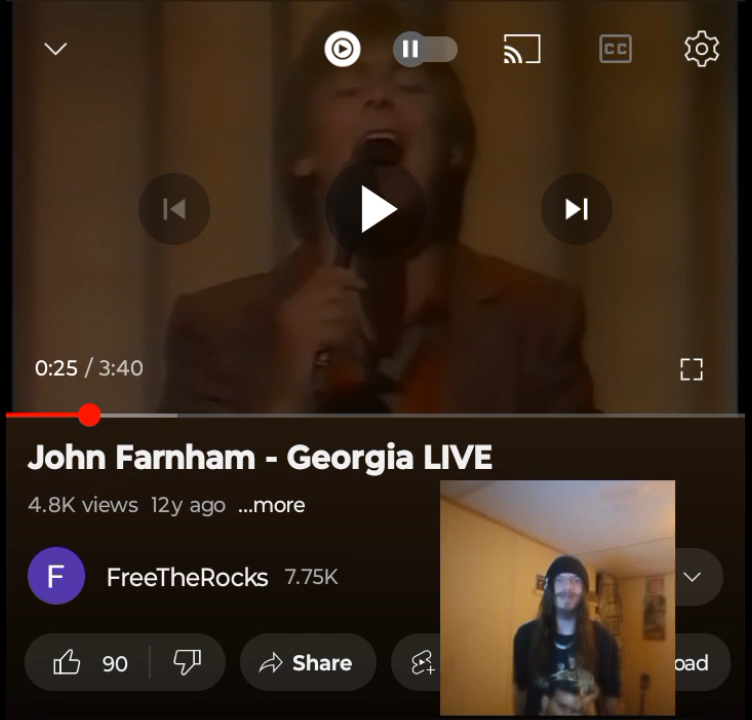 CC
0:25 / 3:40
John Farnham - Georgia LIVE
4.8K views 12y ago ...more
F FreeTheRocks 7.75K
90 Share oad